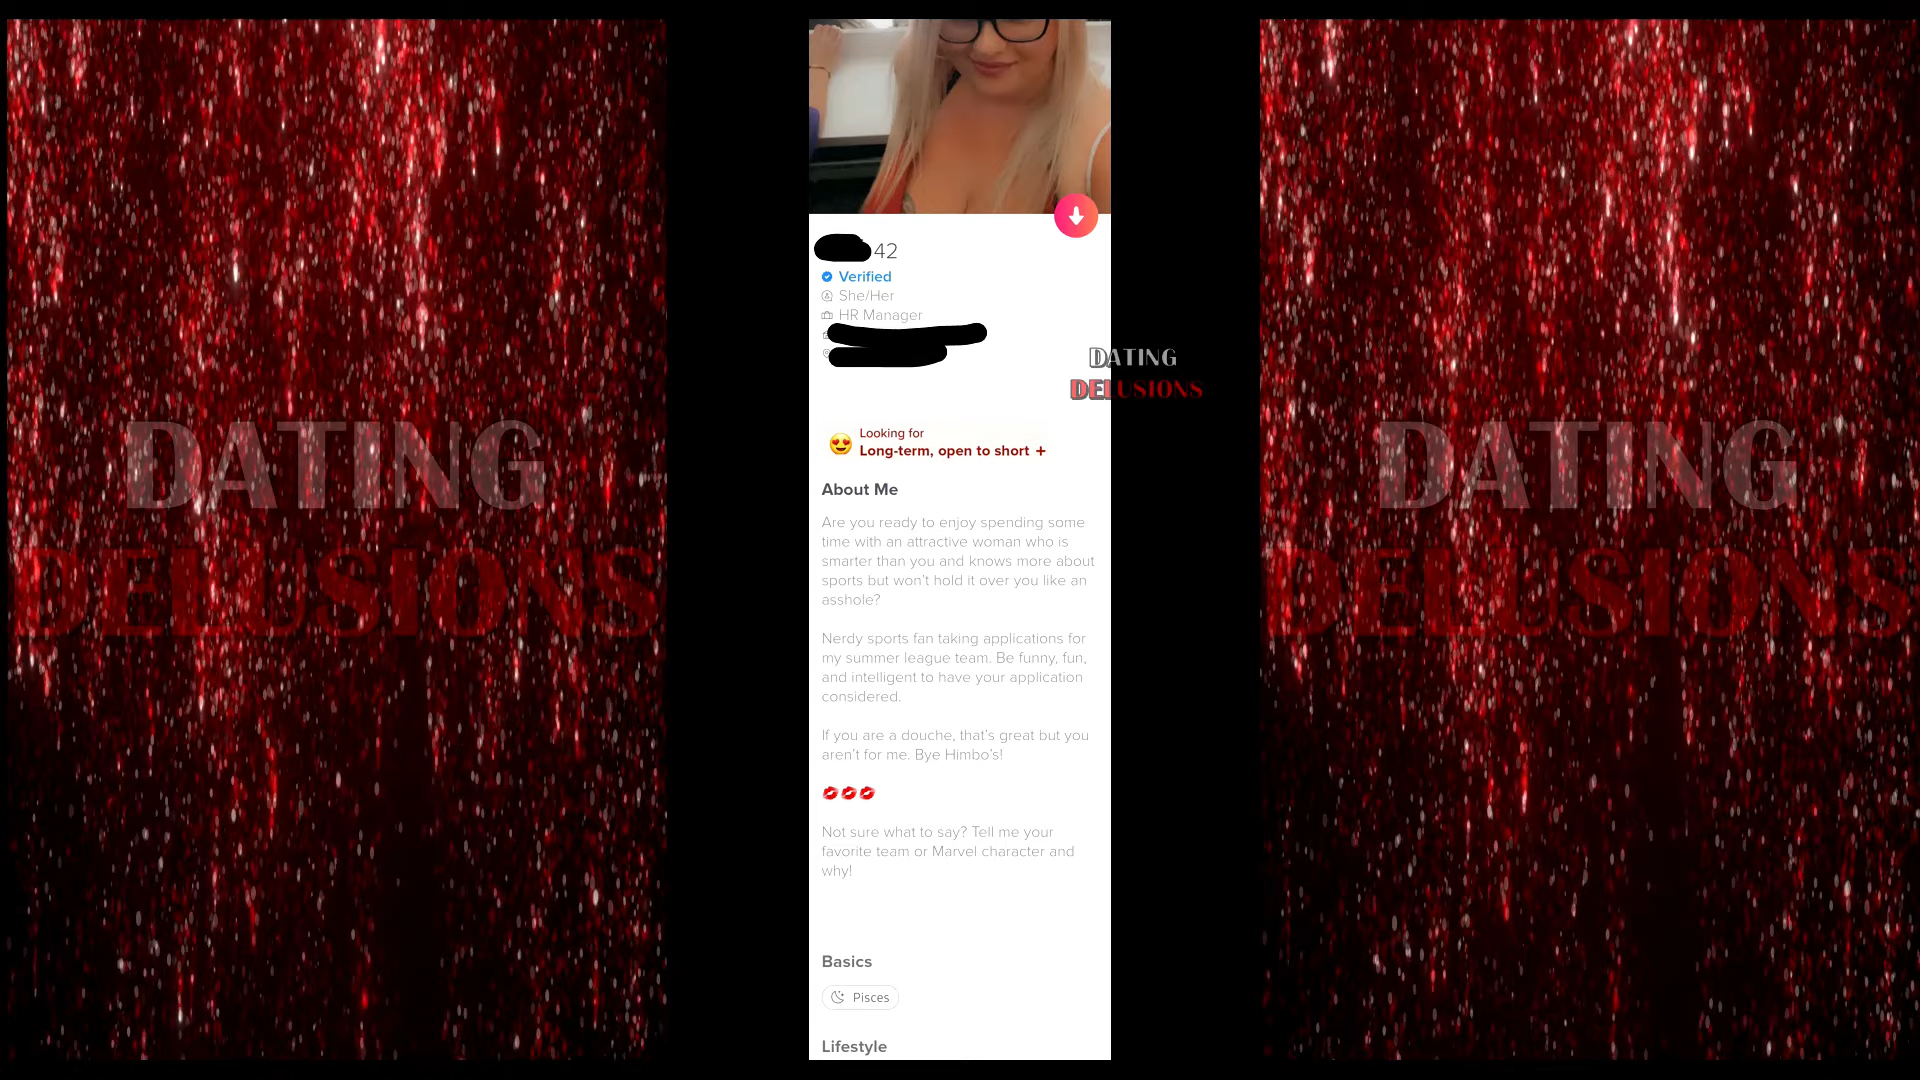 42
Verified
She/Her
HR Manager
DATING
DELUSIONS
Looking for
Long-term, open to short +
About Me
Are you ready to enjoy spending some
time with an attractive woman who is
smarter than you and knows more about
sports but won't hold it over you like an
asshole?
Nerdy sports fan taking applications for
my summer league team. Be funny, fun,
and intelligent to have your application
considered.
If you are a douche, that's great but you
aren't for me. Bye Himbo's!
Not sure what to say? Tell me your
favorite team or Marvel character and
why!
Basics
Pisces
Lifestyle
DATING
DELUSIONS
DATING
DELUSIONS